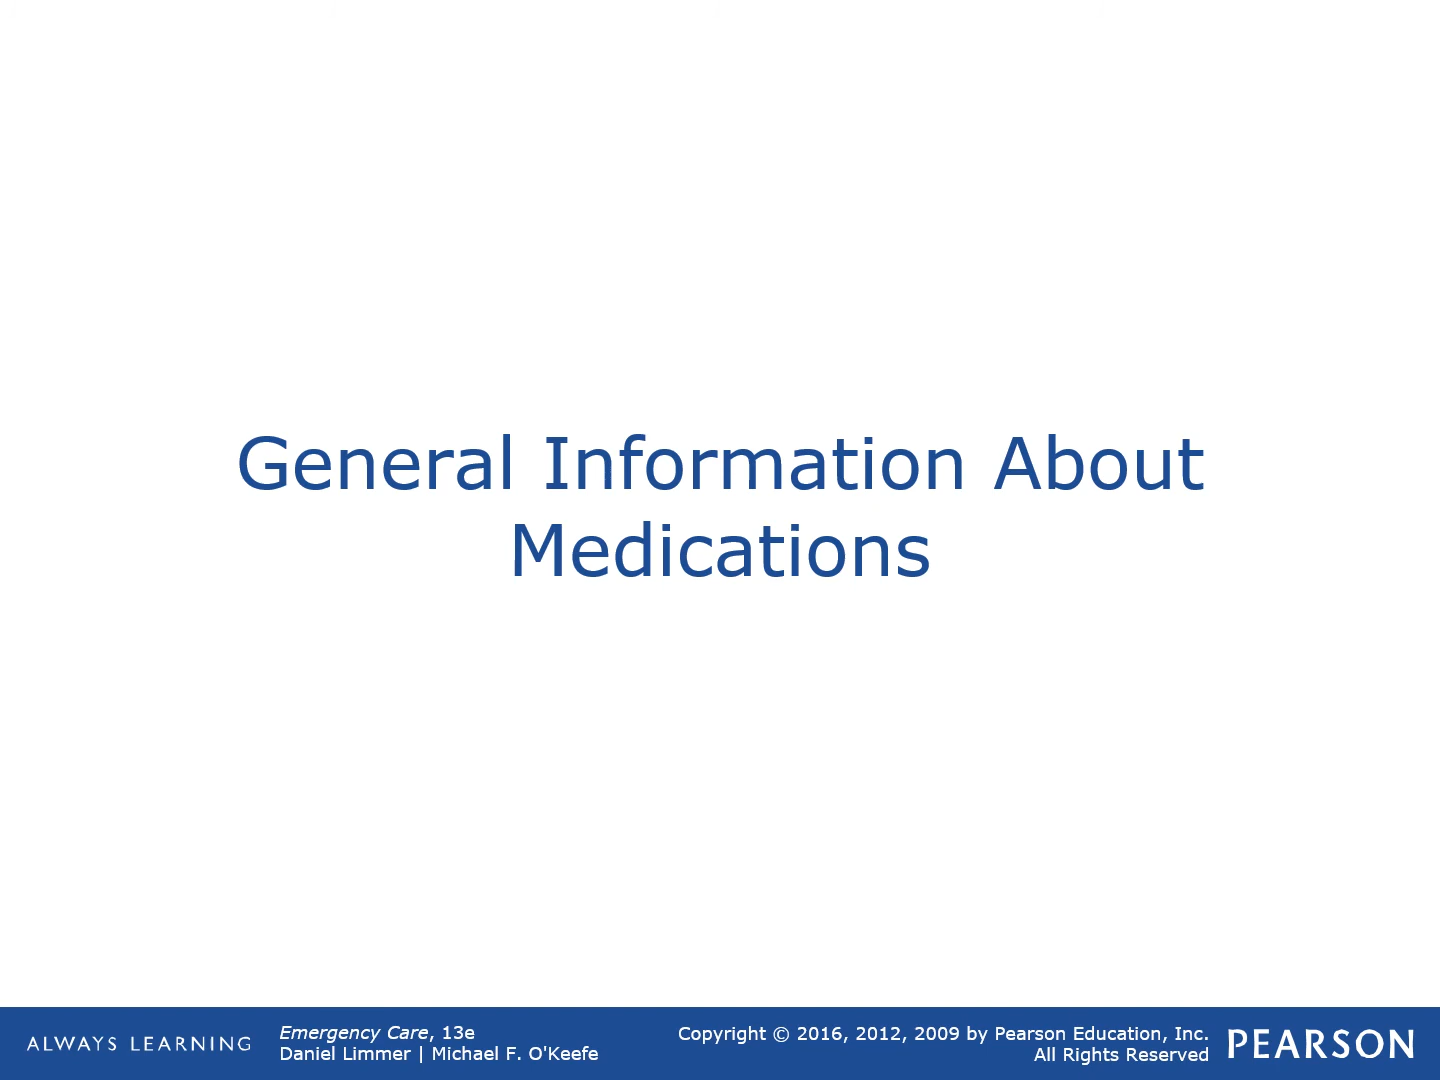 General Information About
Medications
ALWAYS LEARNING
Emergency Care, 13e
Daniel Limmer | Michael F. O'Keefe
Copyright © 2016, 2012, 2009 by Pearson Education, Inc.
All Rights Reserved
PEARSON